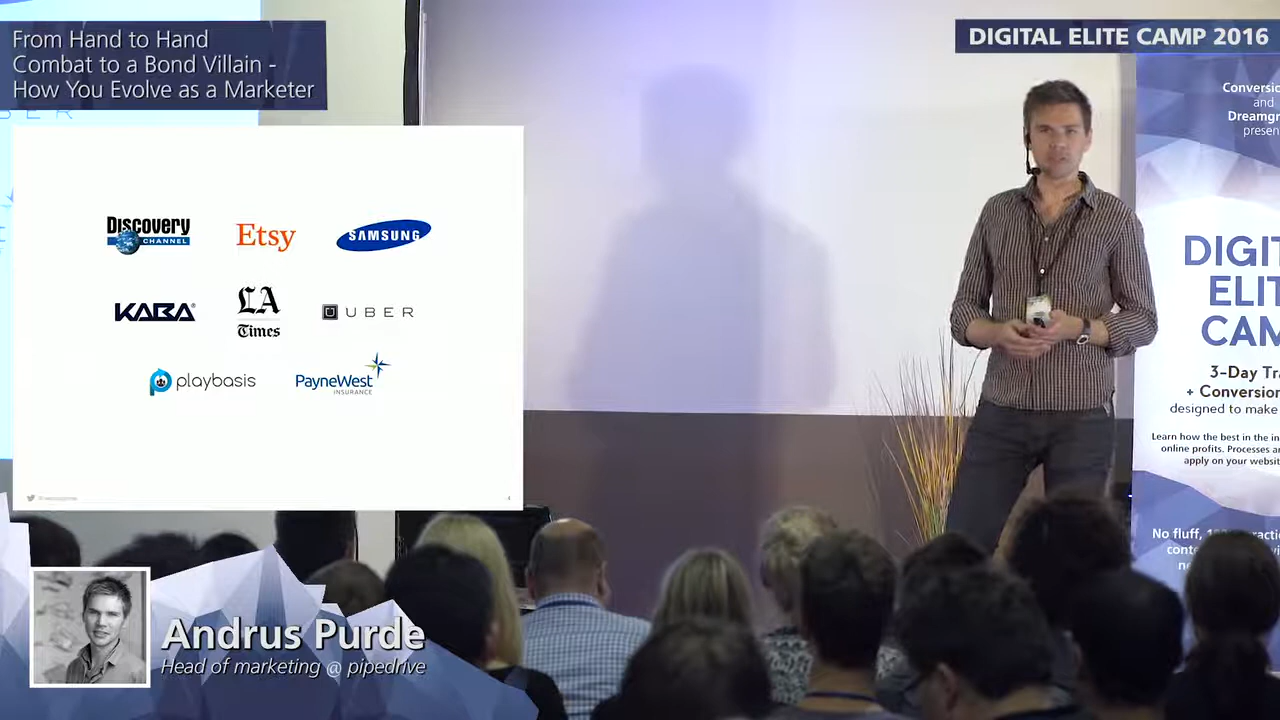 From Hand to Hand
Combat to a Bond Villain -
How You Evolve as a Marketer
DIGITAL ELITE CAMP 2016
Discovery
CHANNEL
Etsy
SAMSUNG
KABA®
LA
Times
UBER
playbasis
PayneWest
INSURANCE
4
Andrus Purde
Head of marketing @ pipedrive
and
presen
DIGIT
ELIT
CAM
3-Day Tra
+ Conversion
designed to make
Learn how the best in the in
online profits. Processes an
apply on your websit
No fluff,